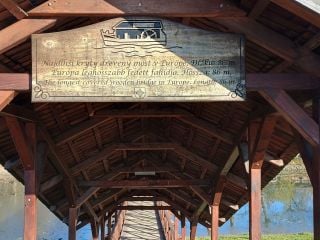 Najdlhší krytý drevený most v Európe. Dĺžka: 86 m.
Európa leghosszabb fedett fahídja. Hossza: 86 m.
The longest covered wooden bridge in Europe. Length: 86 m.